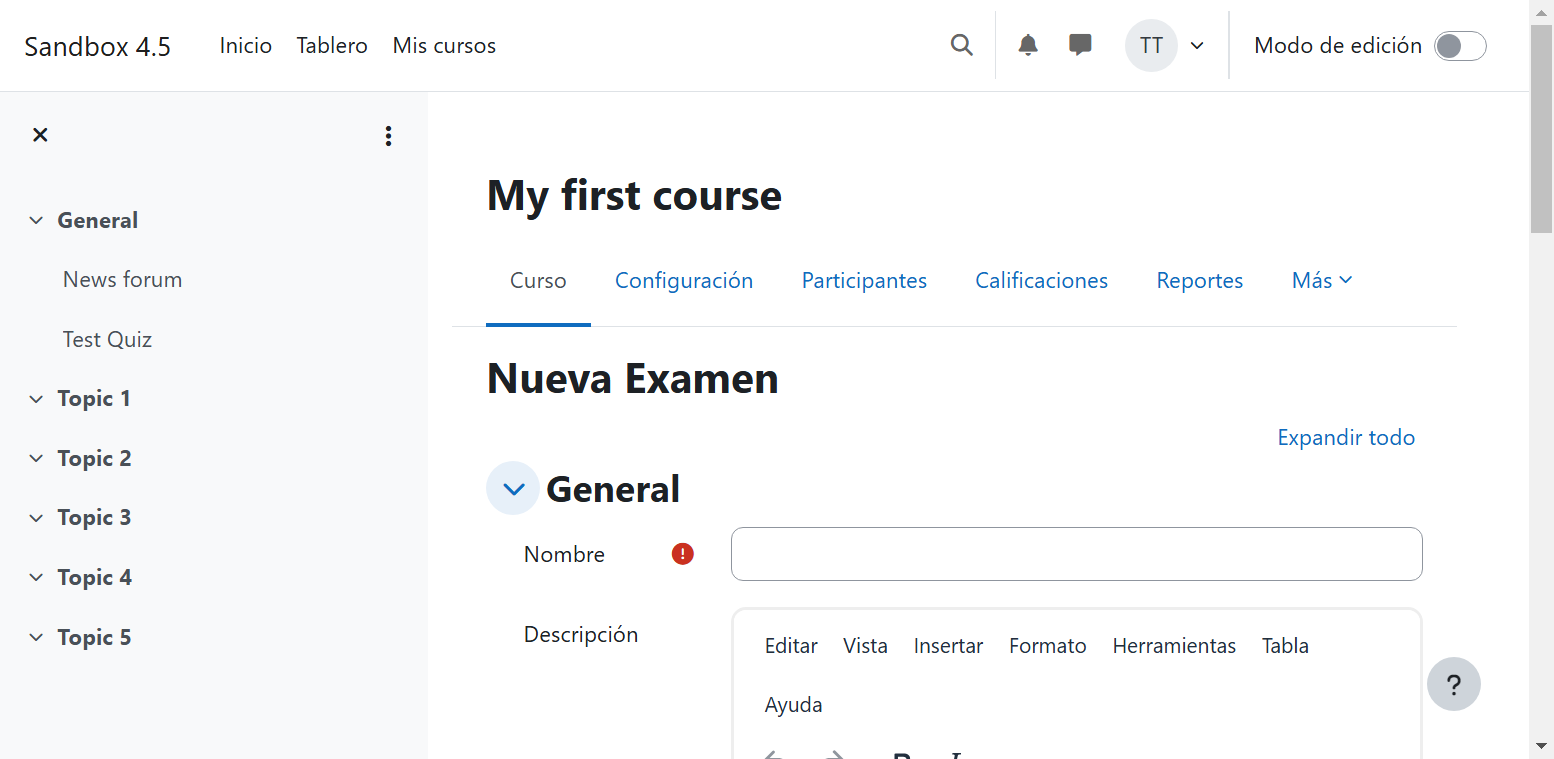 Sandbox 4.5 Inicio Tablero Mis cursos TT Modo de edición
General
News forum
Test Quiz
Topic 1
Topic 2
Topic 3
Topic 4
Topic 5
My first course
Curso Configuración Participantes Calificaciones Reportes Más
Nueva Examen
Expandir todo
General
Nombre
Descripción
Editar Vista Insertar Formato Herramientas Tabla
Ayuda
?